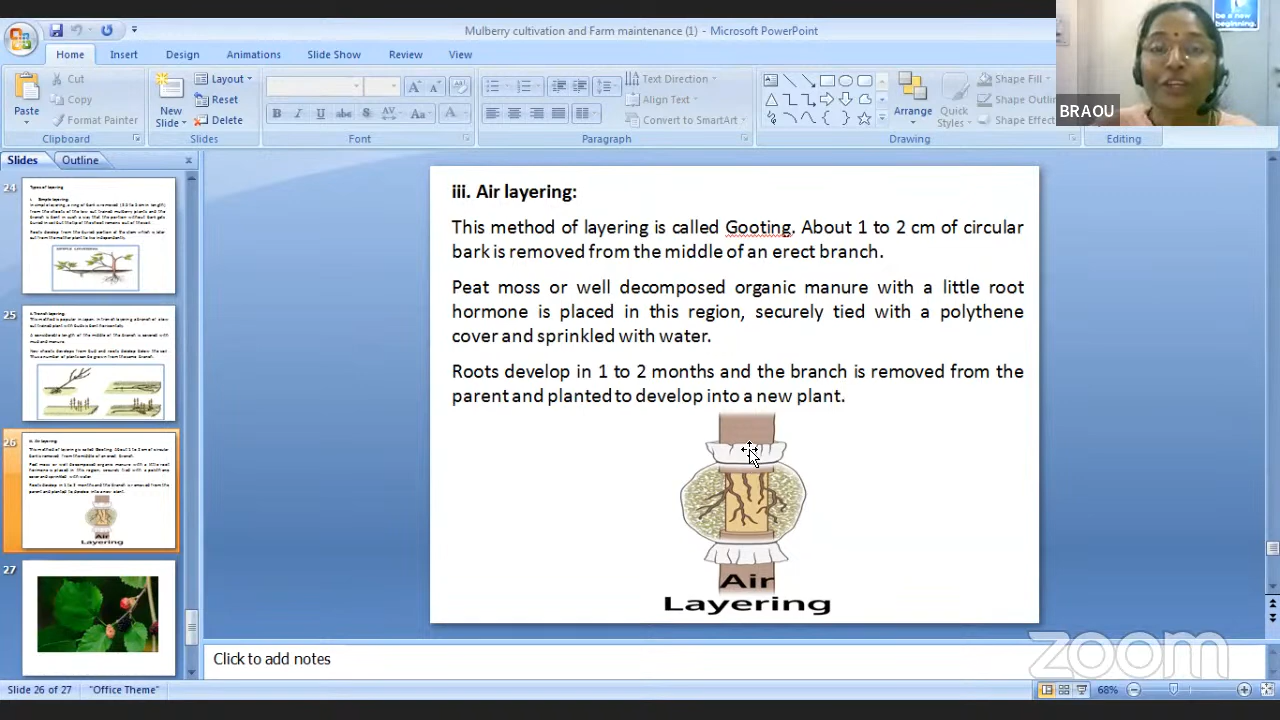 be a new
beginning.
Mulberry cultivation and Farm maintenance (1) - Microsoft PowerPoint
Home Insert Design Animations Slide Show Review View
Paste
Cut
Copy
Format Painter
Clipboard
New
Slide
Layout
Reset
Delete
Slides
Font
Text Direction
Align Text
Convert to SmartArt
Paragraph
Arrange
Quick
Styles
Shape Fill
Shape Outli
Shape Effect
Drawing
Editing
BRAOU
Slides Outline
24
25
26
27
iii. Air layering:
This method of layering is called Gooting. About 1 to 2 cm of circular
bark is removed from the middle of an erect branch.
Peat moss or well decomposed organic manure with a little root
hormone is placed in this region, securely tied with a polythene
cover and sprinkled with water.
Roots develop in 1 to 2 months and the branch is removed from the
parent and planted to develop into a new plant.
Air
Layering
zoom
Click to add notes
Slide 26 of 27 "Office Theme" 68%